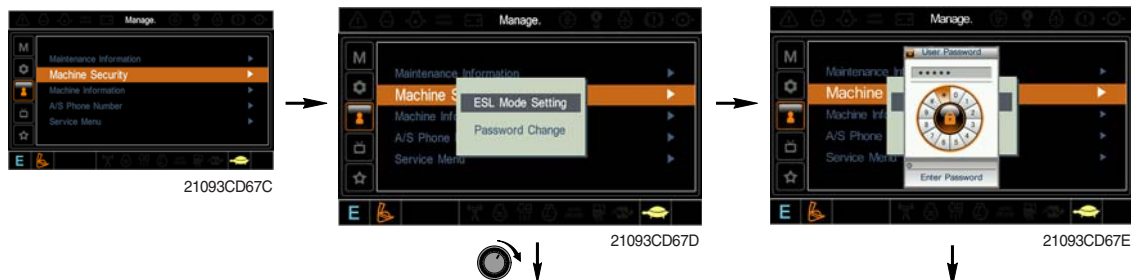 Manage.
M
Maintenance Information
Machine Security
Machine Information
A/S Phone Number
Service Menu
E
21093CD67C
Manage.
M
Maintenance Information
Machine S
Machine Info
A/S Phone
Service Menu
ESL Mode Setting
Password Change
E
21093CD67D
Manage.
M
Maintenance In
Machine
Machine Info
A/S Phone
Service Menu
User Password
*****
Enter Password
E
21093CD67E